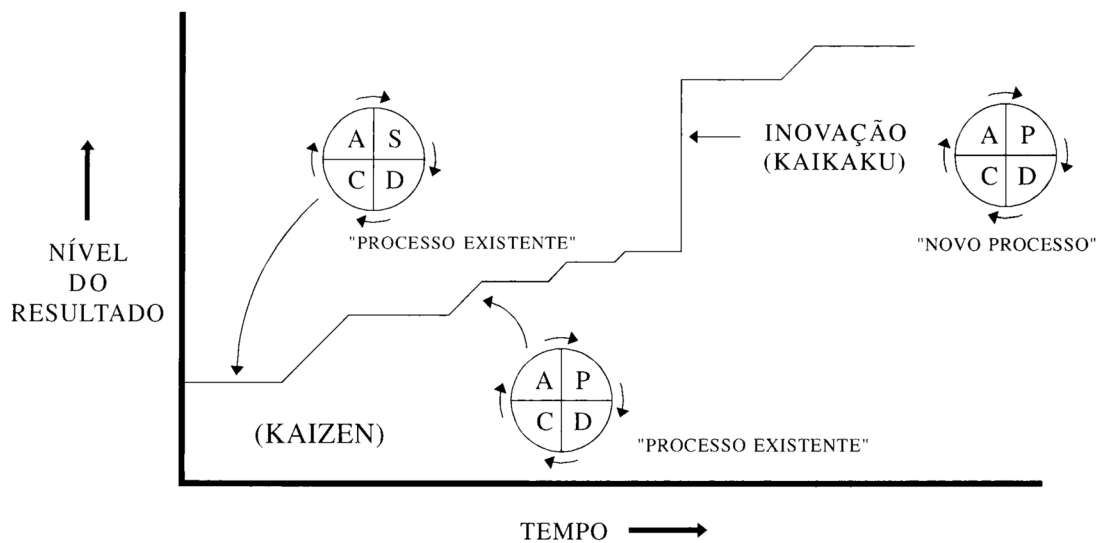 A S
C D
"PROCESSO EXISTENTE"
INOVAÇÃO
(KAIKAKU)
A P
C D
"NOVO PROCESSO"
NÍVEL
DO
RESULTADO
(KAIZEN)
A P
C D
"PROCESSO EXISTENTE"
TEMPO